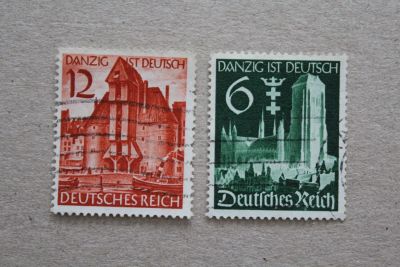 DANZIG IST DEUTSCH
12
DEUTSCHES REICH
DANZIG IST DEUTSCH
6
Deutsches Reich